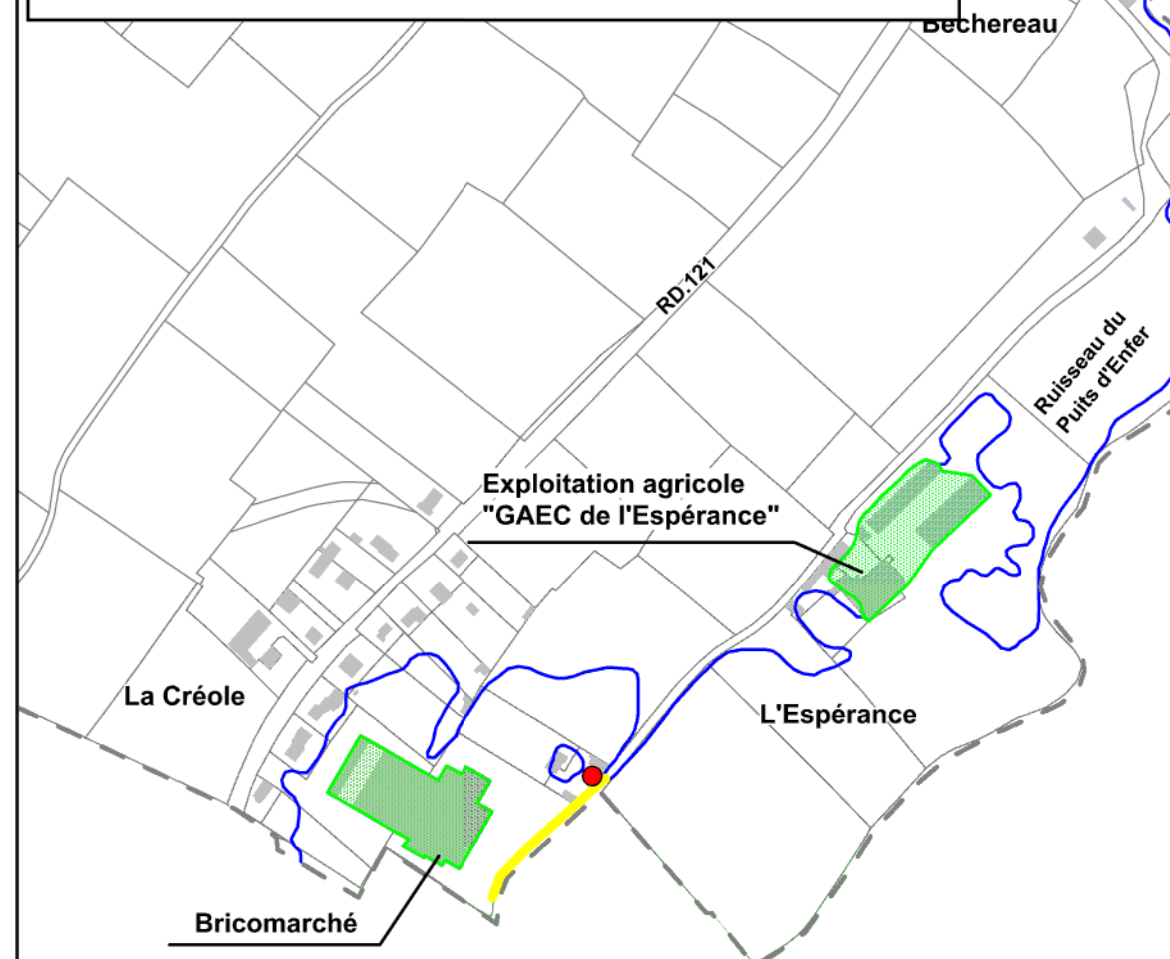 Bechereau
RD.121
Ruisseau du
Puits d'Enfer
Exploitation agricole
"GAEC de l'Espérance"
La Créole
L'Espérance
Bricomarché